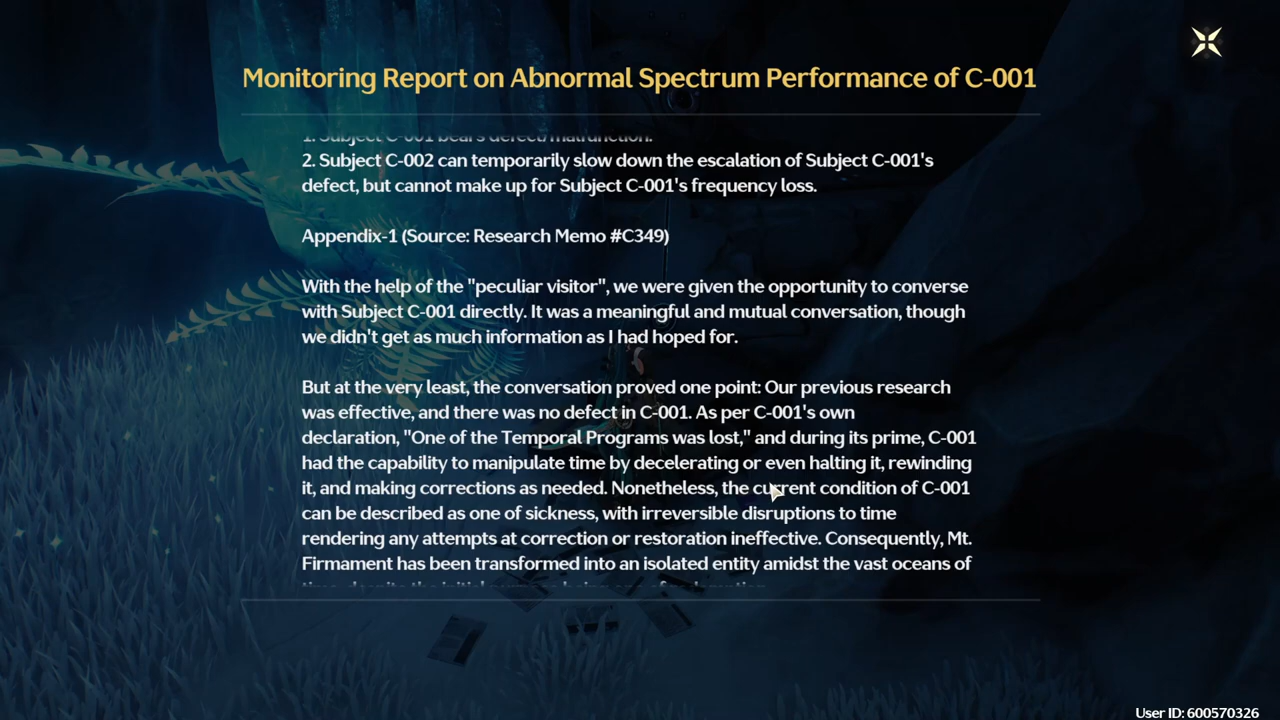 Monitoring Report on Abnormal Spectrum Performance of C-001
1. Subject C-001 bears defect/malfunction.
2. Subject C-002 can temporarily slow down the escalation of Subject C-001's
defect, but cannot make up for Subject C-001's frequency loss.
Appendix-1 (Source: Research Memo #C349)
With the help of the "peculiar visitor", we were given the opportunity to converse
with Subject C-001 directly. It was a meaningful and mutual conversation, though
we didn't get as much information as I had hoped for.
But at the very least, the conversation proved one point: Our previous research
was effective, and there was no defect in C-001. As per C-001's own
declaration, "One of the Temporal Programs was lost," and during its prime, C-001
had the capability to manipulate time by decelerating or even halting it, rewinding
it, and making corrections as needed. Nonetheless, the current condition of C-001
can be described as one of sickness, with irreversible disruptions to time
rendering any attempts at correction or restoration ineffective. Consequently, Mt.
Firmament has been transformed into an isolated entity amidst the vast oceans of
User ID: 600570326